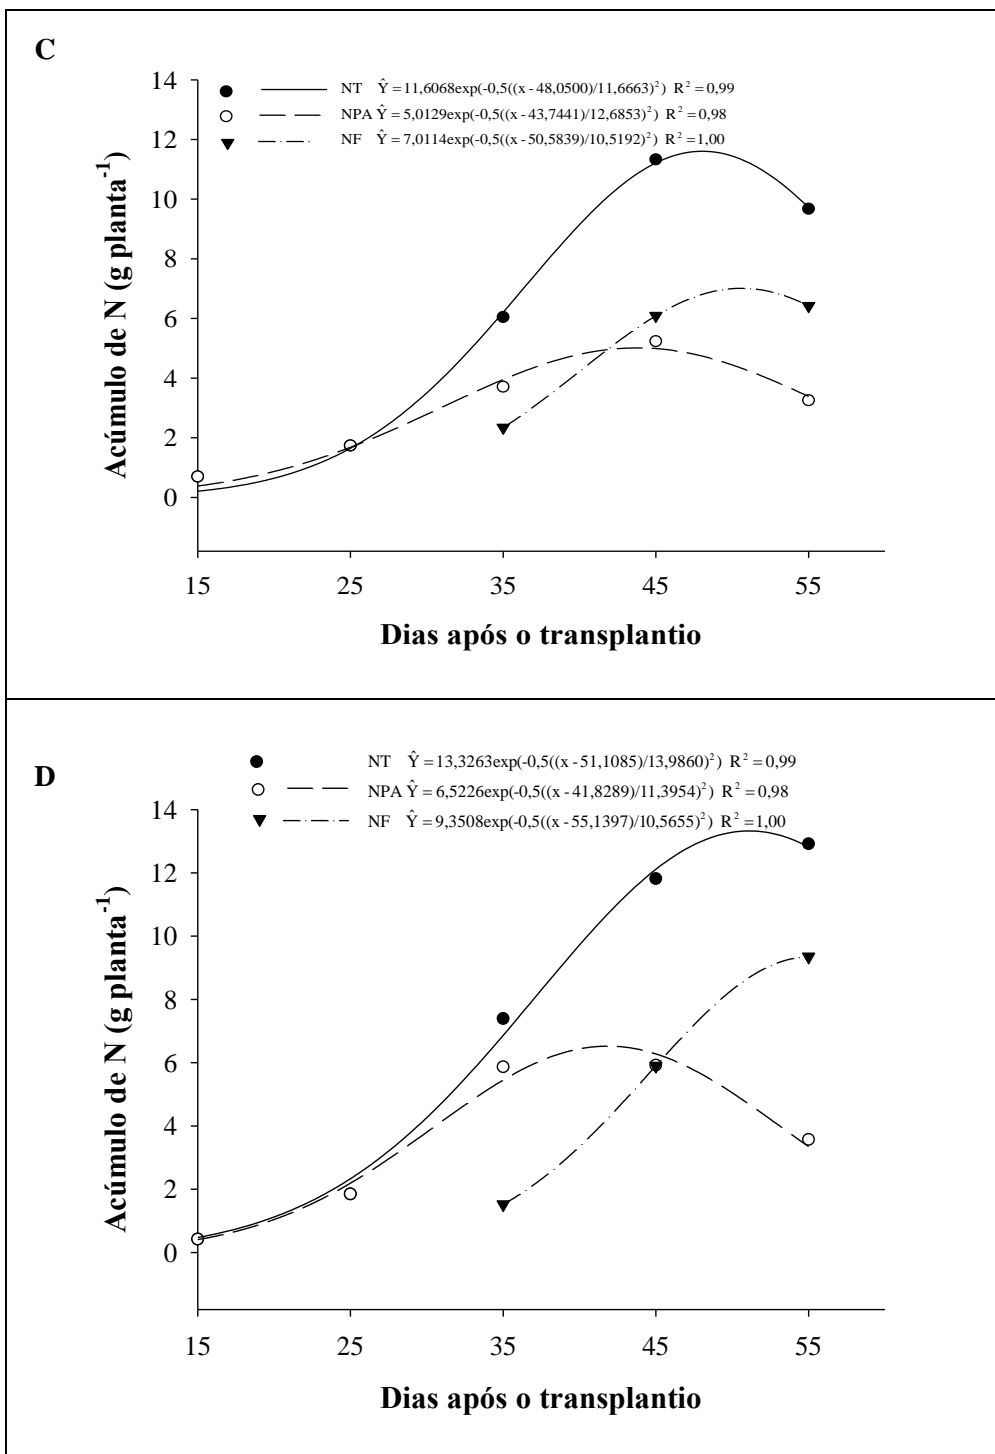 C
14
NT Ŷ = 11,6068exp(-0,5((x - 48,0500)/11,6663)²) R² = 0,99
NPA Ŷ = 5,0129exp(-0,5((x - 43,7441)/12,6853)²) R² = 0,98
NF Ŷ = 7,0114exp(-0,5((x - 50,5839)/10,5192)²) R² = 1,00
12
10
8
6
4
2
0
Acúmulo de N (g planta⁻¹)
15 25 35 45 55
Dias após o transplantio
D
NT Ŷ = 13,3263exp(-0,5((x - 51,1085)/13,9860)²) R² = 0,99
NPA Ŷ = 6,5226exp(-0,5((x - 41,8289)/11,3954)²) R² = 0,98
NF Ŷ = 9,3508exp(-0,5((x - 55,1397)/10,5655)²) R² = 1,00
14
12
10
8
6
4
2
0
Acúmulo de N (g planta⁻¹)
15 25 35 45 55
Dias após o transplantio